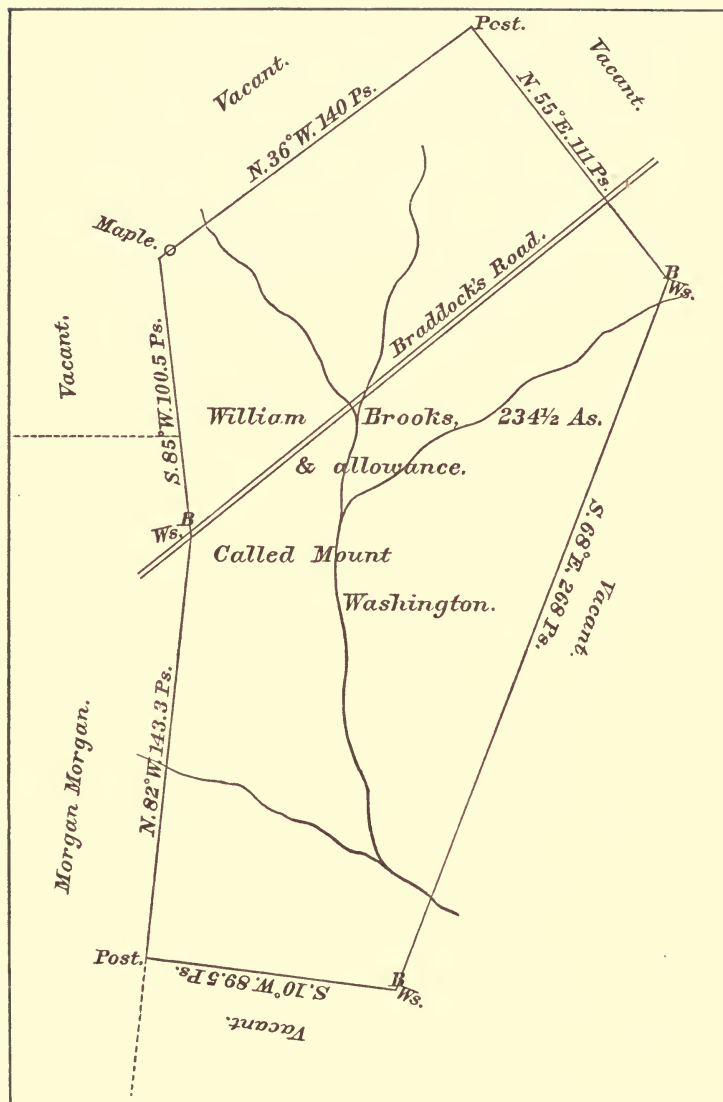 Post.
Vacant.
Vacant.
N. 36° W. 140 Ps.
N. 55° E. 111 Ps.
Maple.
Braddock's Road.
B
Ws.
Vacant.
S. 85° W. 100.5 Ps.
William Brooks, 234½ As.
& allowance.
B
Ws.
Called Mount
Washington.
S. 68° E. 268 Ps.
Vacant.
Morgan Morgan.
N. 82° W. 143.3 Ps.
Post.
S. 10° W. 89.5 Ps.
B
Ws.
Vacant.